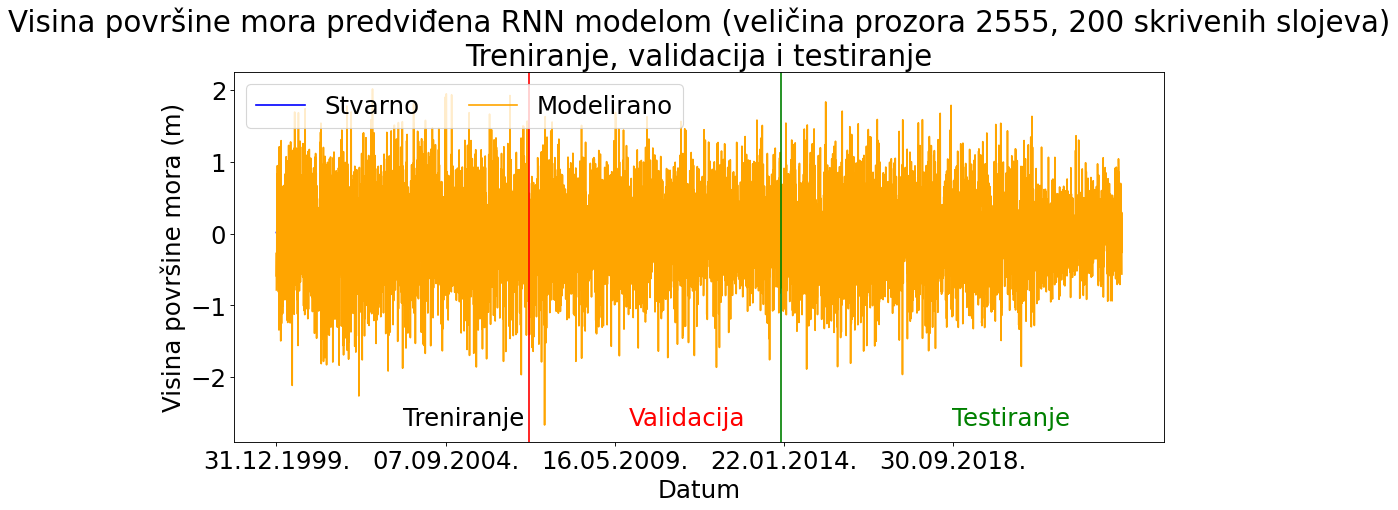 Visina površine mora predviđena RNN modelom (veličina prozora 2555, 200 skrivenih slojeva)
Treniranje, validacija i testiranje
Stvarno
Modelirano
Visina površine mora (m)
2
1
0
−1
−2
Treniranje
Validacija
Testiranje
31.12.1999.
07.09.2004.
16.05.2009.
22.01.2014.
30.09.2018.
Datum